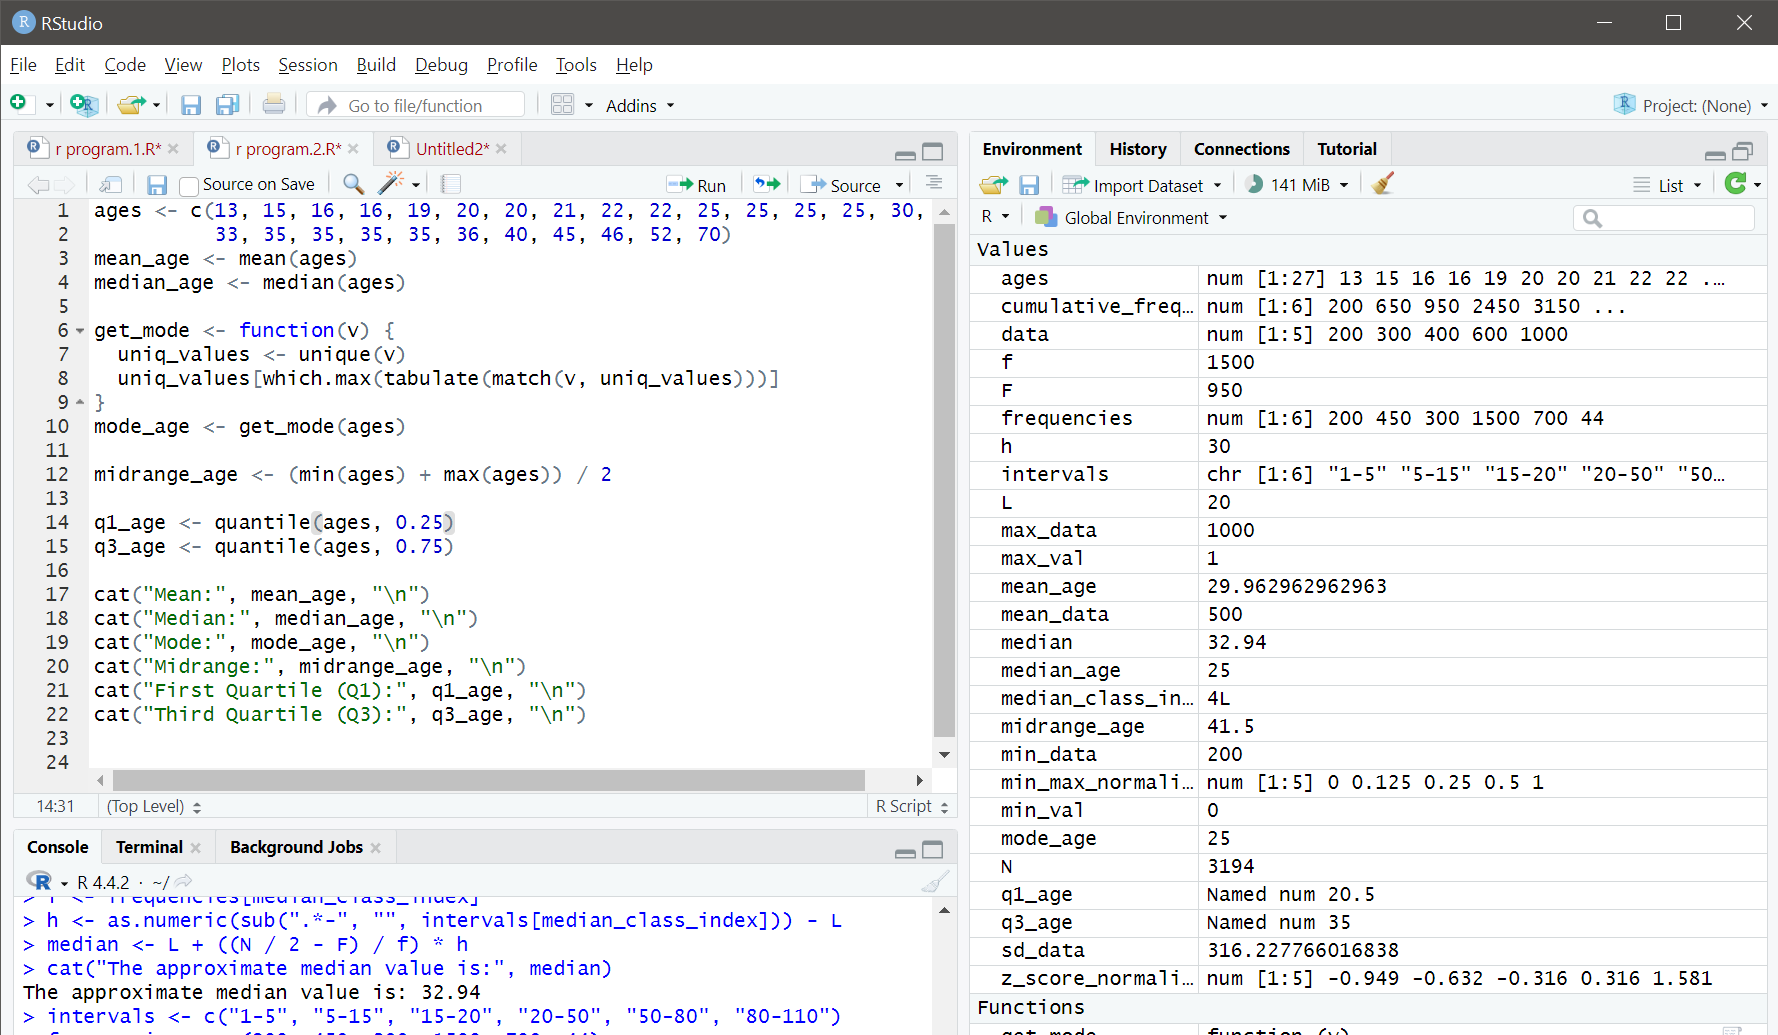 RStudio
File Edit Code View Plots Session Build Debug Profile Tools Help
Go to file/function
Addins
Project: (None)
r program.1.R*
r program.2.R*
Untitled2*
Source on Save
Run
Source
1 ages <- c(13, 15, 16, 16, 19, 20, 20, 21, 22, 22, 25, 25, 25, 25, 30,
2 33, 35, 35, 35, 35, 36, 40, 45, 46, 52, 70)
3 mean_age <- mean(ages)
4 median_age <- median(ages)
5
6 get_mode <- function(v) {
7 uniq_values <- unique(v)
8 uniq_values[which.max(tabulate(match(v, uniq_values)))]
9 }
10 mode_age <- get_mode(ages)
11
12 midrange_age <- (min(ages) + max(ages)) / 2
13
14 q1_age <- quantile(ages, 0.25)
15 q3_age <- quantile(ages, 0.75)
16
17 cat("Mean:", mean_age, "\n")
18 cat("Median:", median_age, "\n")
19 cat("Mode:", mode_age, "\n")
20 cat("Midrange:", midrange_age, "\n")
21 cat("First Quartile (Q1):", q1_age, "\n")
22 cat("Third Quartile (Q3):", q3_age, "\n")
23
24
14:31 (Top Level) R Script
Console Terminal Background Jobs
R 4.4.2 · ~/
> f <- frequencies[median_class_index]
> h <- as.numeric(sub(".*-", "", intervals[median_class_index])) - L
> median <- L + ((N / 2 - F) / f) * h
> cat("The approximate median value is:", median)
The approximate median value is: 32.94
> intervals <- c("1-5", "5-15", "15-20", "20-50", "50-80", "80-110")
Environment History Connections Tutorial
Import Dataset 141 MiB List
R Global Environment
Values
ages num [1:27] 13 15 16 16 19 20 20 21 22 22 ...
cumulative_freq… num [1:6] 200 650 950 2450 3150 ...
data num [1:5] 200 300 400 600 1000
f 1500
F 950
frequencies num [1:6] 200 450 300 1500 700 44
h 30
intervals chr [1:6] "1-5" "5-15" "15-20" "20-50" "50…
L 20
max_data 1000
max_val 1
mean_age 29.962962962963
mean_data 500
median 32.94
median_age 25
median_class_in… 4L
midrange_age 41.5
min_data 200
min_max_normali… num [1:5] 0 0.125 0.25 0.5 1
min_val 0
mode_age 25
N 3194
q1_age Named num 20.5
q3_age Named num 35
sd_data 316.227766016838
z_score_normali… num [1:5] -0.949 -0.632 -0.316 0.316 1.581
Functions
get_mode function (v)